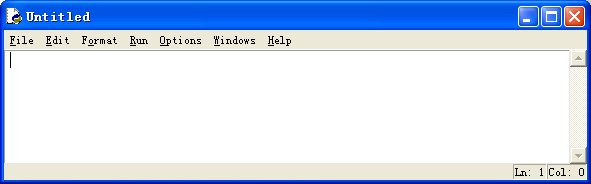 Untitled
File Edit Format Run Options Windows Help
Ln: 1 Col: 0